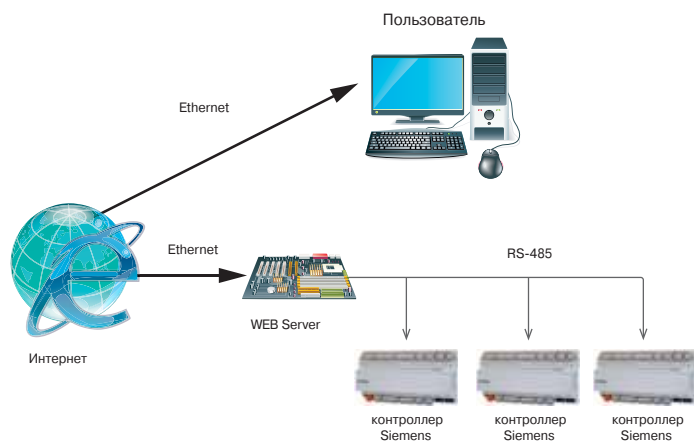 Пользователь
Ethernet
Ethernet
RS-485
WEB Server
Интернет
контроллер
Siemens
контроллер
Siemens
контроллер
Siemens